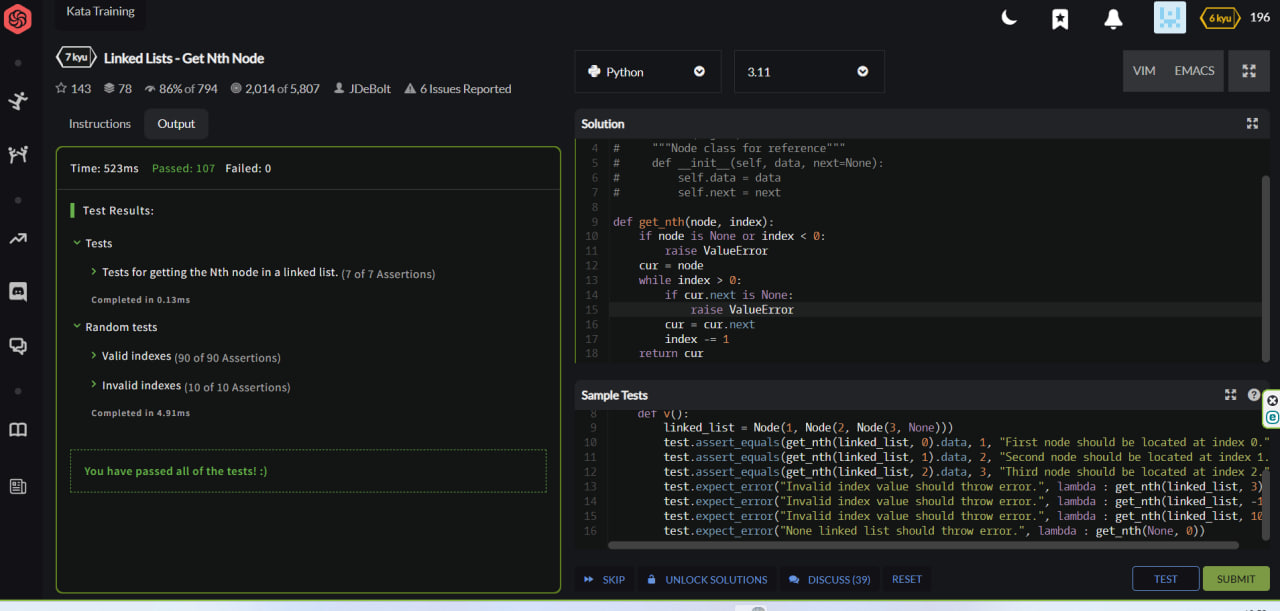 Kata Training
6 kyu 196
7 kyu Linked Lists - Get Nth Node
143 78 86% of 794 2,014 of 5,807 JDeBolt 6 Issues Reported
Instructions Output
Time: 523ms Passed: 107 Failed: 0
Test Results:
Tests
Tests for getting the Nth node in a linked list. (7 of 7 Assertions)
Completed in 0.13ms
Random tests
Valid indexes (90 of 90 Assertions)
Invalid indexes (10 of 10 Assertions)
Completed in 4.91ms
You have passed all of the tests! :)
Python 3.11 VIM EMACS
Solution
4 #     """Node class for reference"""
5 #     def __init__(self, data, next=None):
6 #         self.data = data
7 #         self.next = next
8
9 def get_nth(node, index):
10     if node is None or index < 0:
11         raise ValueError
12     cur = node
13     while index > 0:
14         if cur.next is None:
15             raise ValueError
16         cur = cur.next
17         index -= 1
18     return cur
Sample Tests
8     def v():
9         linked_list = Node(1, Node(2, Node(3, None)))
10         test.assert_equals(get_nth(linked_list, 0).data, 1, "First node should be located at index 0."
11         test.assert_equals(get_nth(linked_list, 1).data, 2, "Second node should be located at index 1.
12         test.assert_equals(get_nth(linked_list, 2).data, 3, "Third node should be located at index 2."
13         test.expect_error("Invalid index value should throw error.", lambda : get_nth(linked_list, 3)
14         test.expect_error("Invalid index value should throw error.", lambda : get_nth(linked_list, -1
15         test.expect_error("Invalid index value should throw error.", lambda : get_nth(linked_list, 10
16         test.expect_error("None linked list should throw error.", lambda : get_nth(None, 0))
SKIP UNLOCK SOLUTIONS DISCUSS (39) RESET TEST SUBMIT